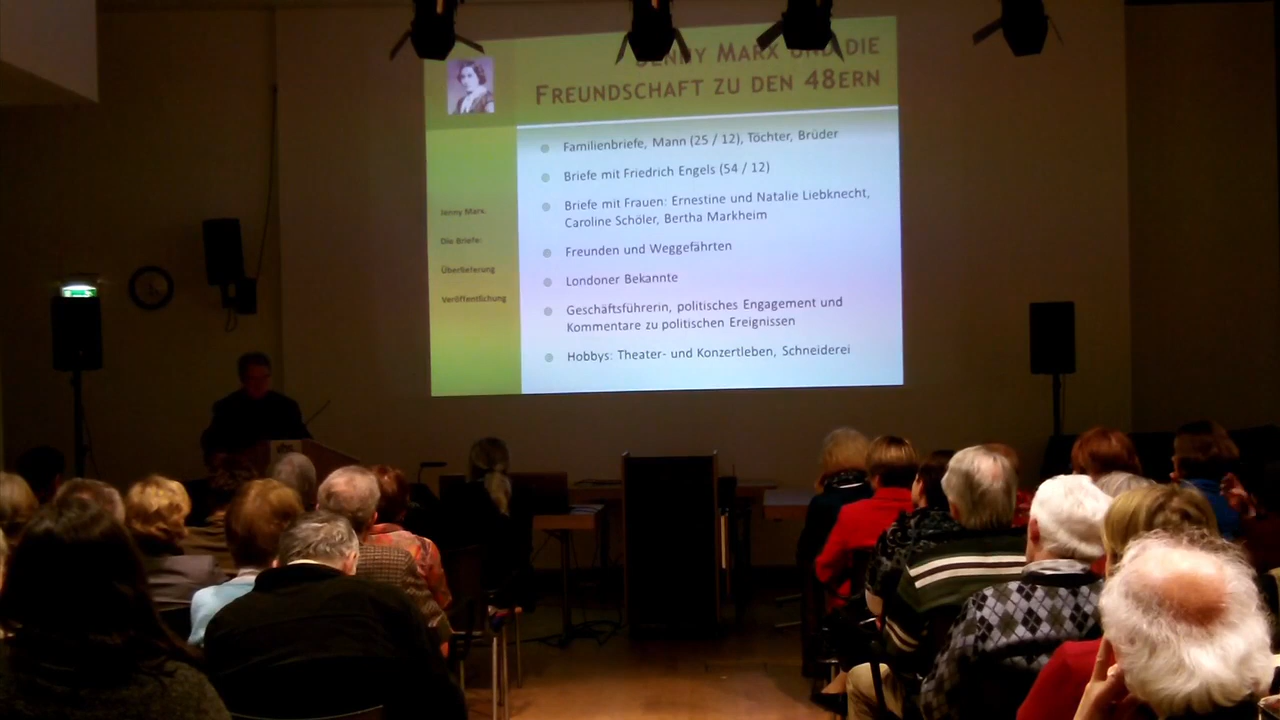 JENNY MARX UND DIE
FREUNDSCHAFT ZU DEN 48ERN
Familienbriefe, Mann (25 / 12), Töchter, Brüder
Briefe mit Friedrich Engels (54 / 12)
Briefe mit Frauen: Ernestine und Natalie Liebknecht,
Caroline Schöler, Bertha Markheim
Freunden und Weggefährten
Londoner Bekannte
Geschäftsführerin, politisches Engagement und
Kommentare zu politischen Ereignissen
Hobbys: Theater- und Konzertleben, Schneiderei
Jenny Marx.
Die Briefe:
Überlieferung
Veröffentlichung